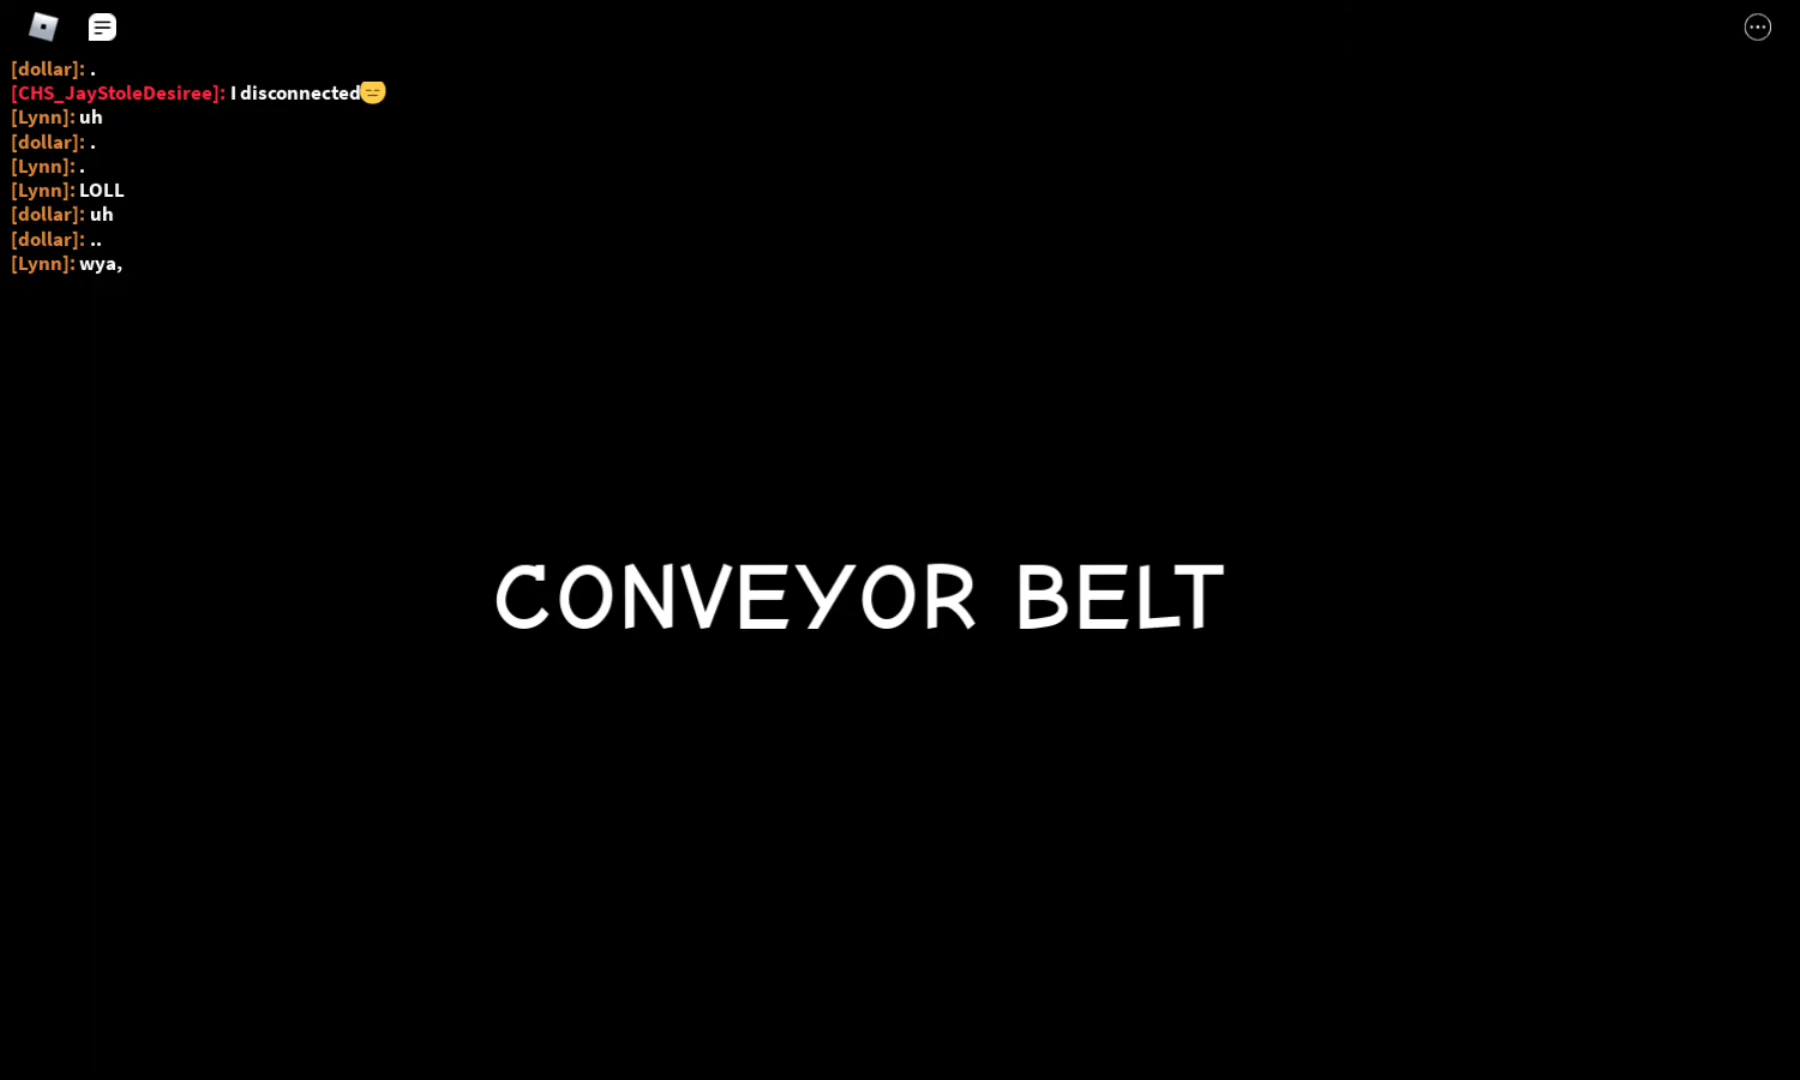 [dollar]: .
[CHS_JayStoleDesiree]: I disconnected😑
[Lynn]: uh
[dollar]: .
[Lynn]: .
[Lynn]: LOLL
[dollar]: uh
[dollar]: ..
[Lynn]: wya,
CONVEYOR BELT